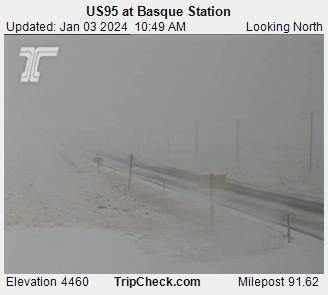 US95 at Basque Station
Updated: Jan 03 2024 10:49 AM Looking North
Elevation 4460 TripCheck.com Milepost 91.62